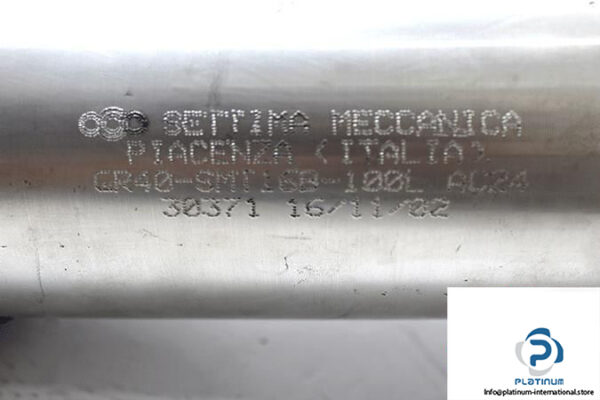 SETTIMA MECCANICA
PIACENZA (ITALIA)
GR40-SMT16B-100L AC24
30371 16/11/02
PLATINUM
Info@platinum-international.store